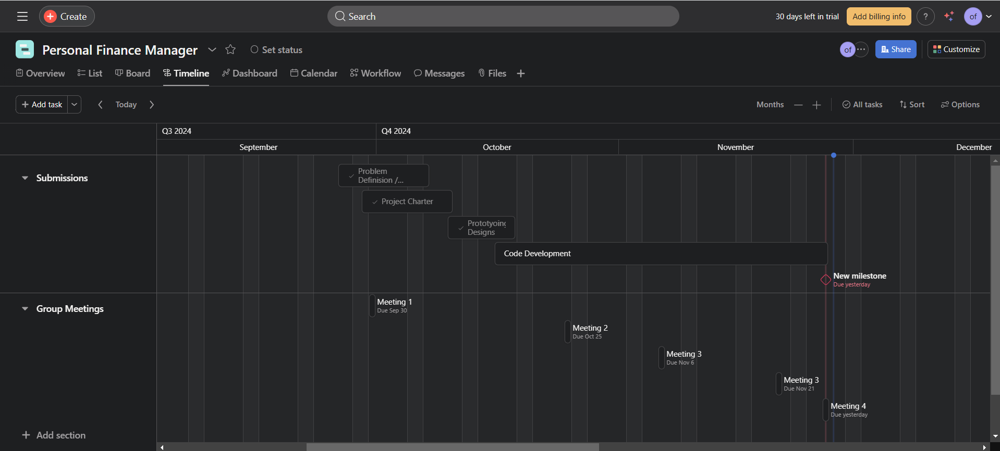 Create
Search
30 days left in trial
Add billing info
?
of
Personal Finance Manager
Set status
of
Share
Customize
Overview
List
Board
Timeline
Dashboard
Calendar
Workflow
Messages
Files
Add task
Today
Months
All tasks
Sort
Options
Q3 2024
Q4 2024
September
October
November
December
Submissions
Problem
Definision /...
Project Charter
Prototyoing
Designs
Code Development
New milestone
Due yesterday
Group Meetings
Meeting 1
Due Sep 30
Meeting 2
Due Oct 25
Meeting 3
Due Nov 6
Meeting 3
Due Nov 21
Meeting 4
Due yesterday
Add section